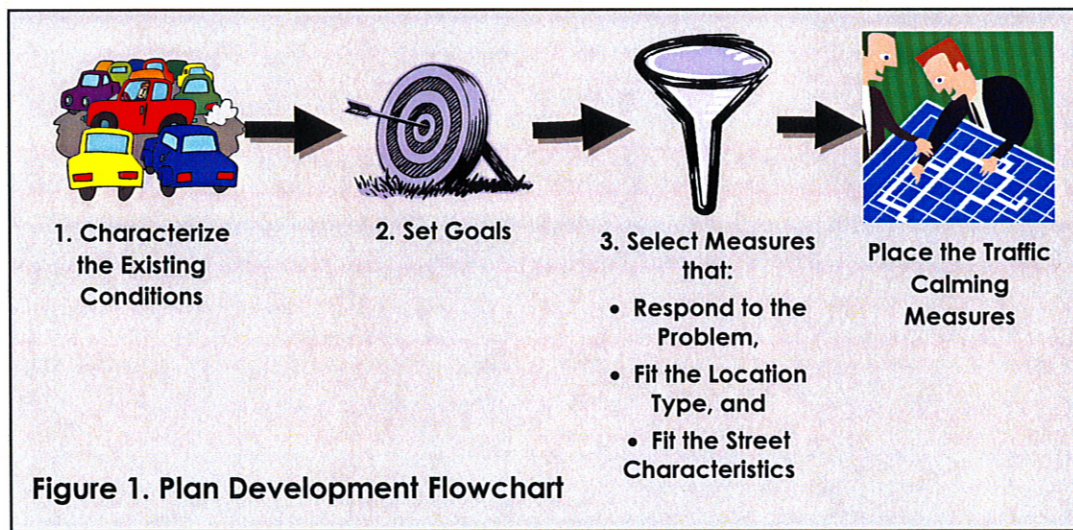 1. Characterize
the Existing
Conditions
2. Set Goals
3. Select Measures
that:
• Respond to the
Problem,
• Fit the Location
Type, and
• Fit the Street
Characteristics
Place the Traffic
Calming
Measures
Figure 1. Plan Development Flowchart